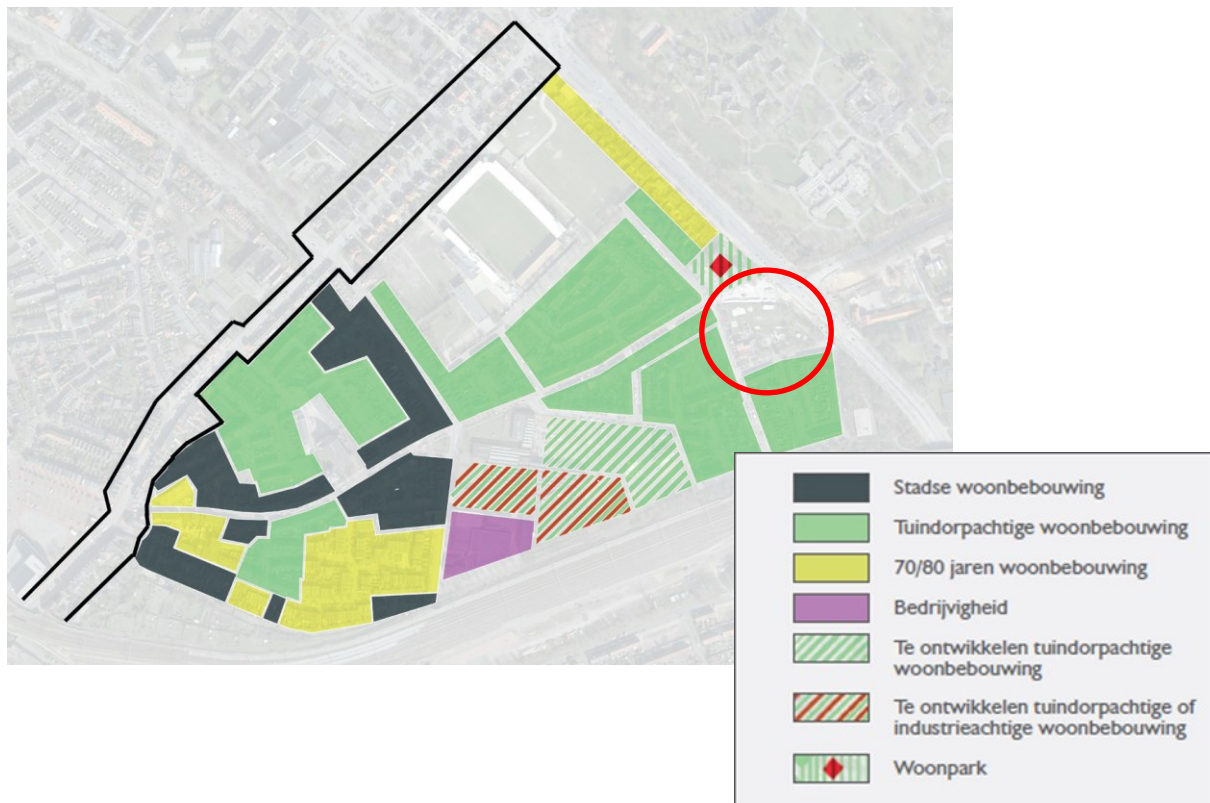 Stadse woonbebouwing
Tuindorpachtige woonbebouwing
70/80 jaren woonbebouwing
Bedrijvigheid
Te ontwikkelen tuindorpachtige
woonbebouwing
Te ontwikkelen tuindorpachtige of
industrieachtige woonbebouwing
Woonpark